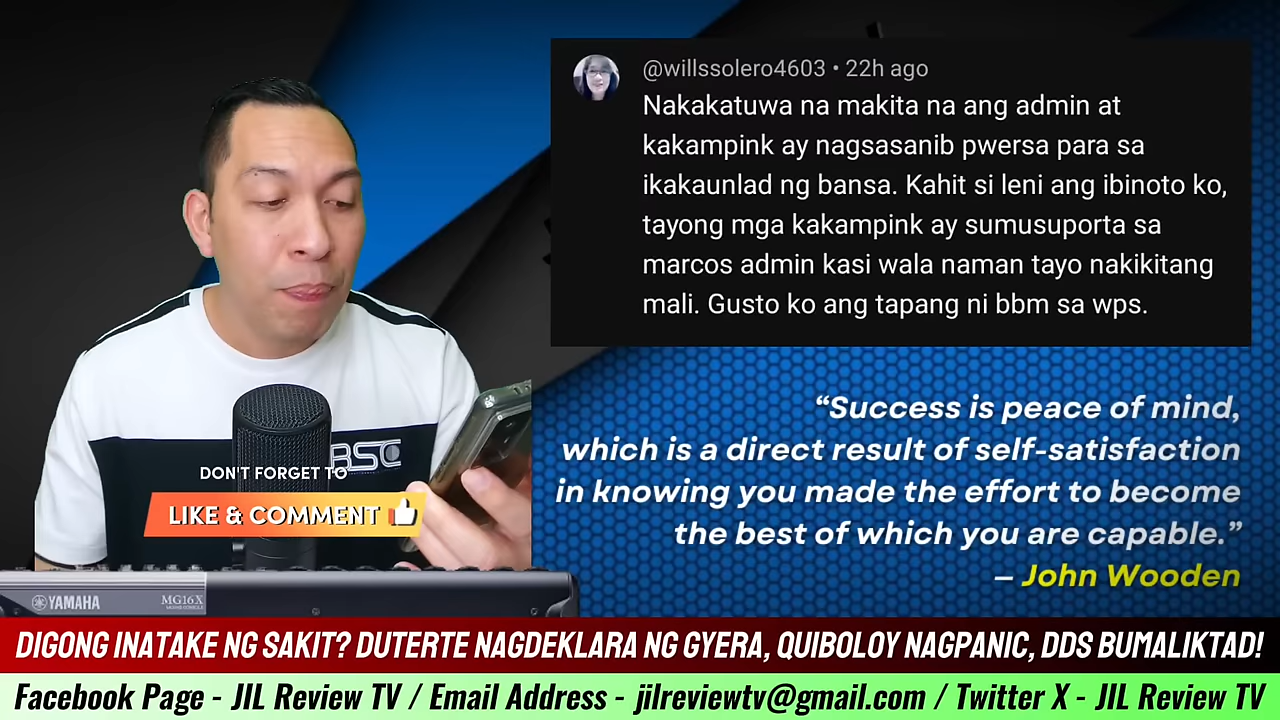 @willssolero4603 • 22h ago
Nakakatuwa na makita na ang admin at
kakampink ay nagsasanib pwersa para sa
ikakaunlad ng bansa. Kahit si leni ang ibinoto ko,
tayong mga kakampink ay sumusuporta sa
marcos admin kasi wala naman tayo nakikitang
mali. Gusto ko ang tapang ni bbm sa wps.
“Success is peace of mind,
which is a direct result of self-satisfaction
in knowing you made the effort to become
the best of which you are capable.”
– John Wooden
DON'T FORGET TO
LIKE & COMMENT
YAMAHA
MG16X
DIGONG INATAKE NG SAKIT? DUTERTE NAGDEKLARA NG GYERA, QUIBOLOY NAGPANIC, DDS BUMALIKTAD!
Facebook Page - JIL Review TV / Email Address - jilreviewtv@gmail.com / Twitter X - JIL Review TV